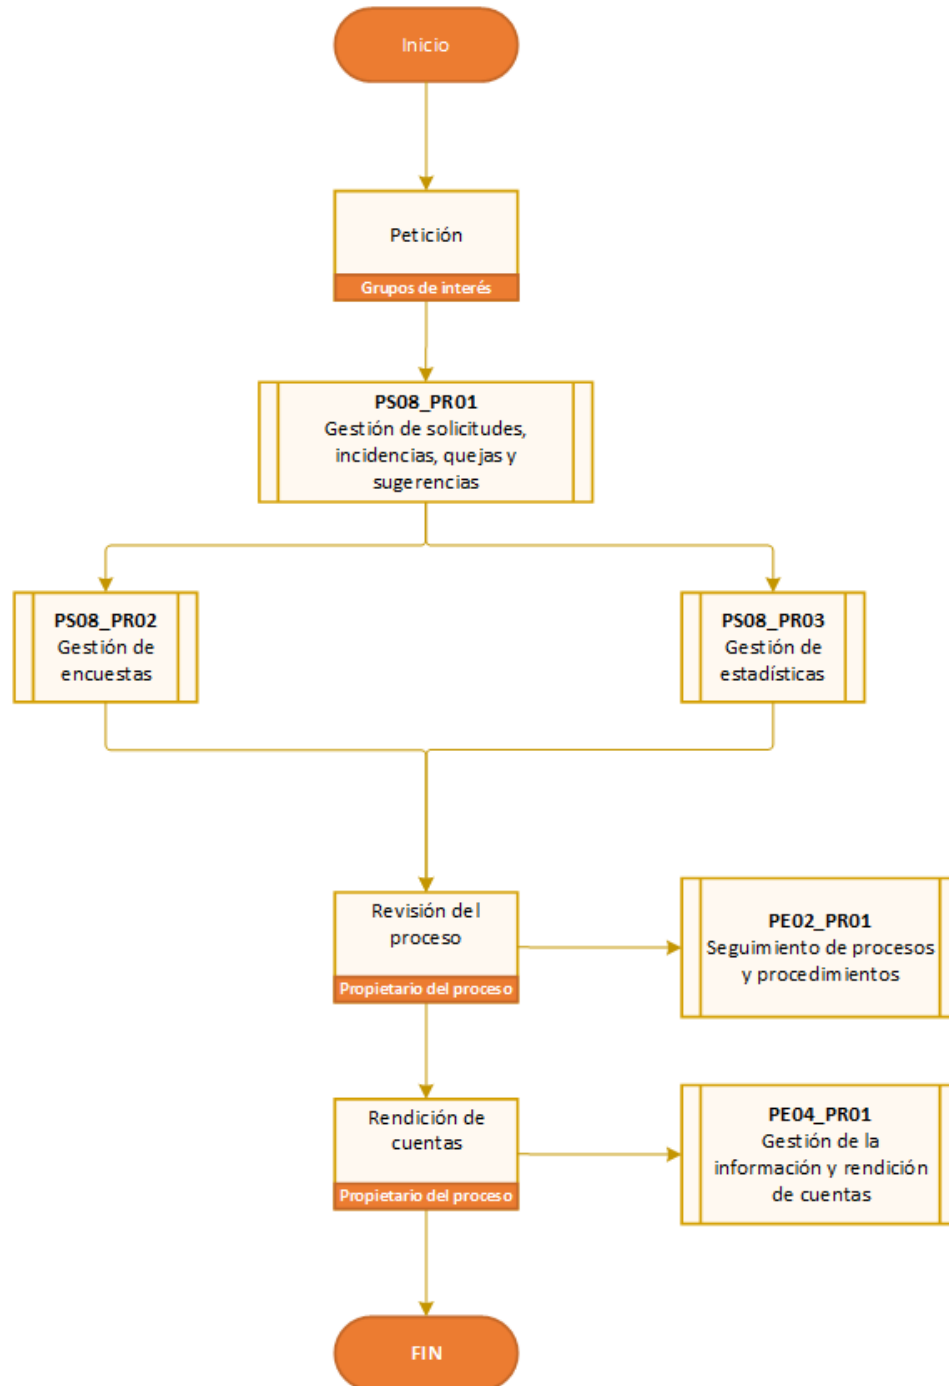 Inicio
Petición
Grupos de interés
PS08_PR01
Gestión de solicitudes,
incidencias, quejas y
sugerencias
PS08_PR02
Gestión de
encuestas
PS08_PR03
Gestión de
estadísticas
Revisión del
proceso
Propietario del proceso
PE02_PR01
Seguimiento de procesos
y procedimientos
Rendición de
cuentas
Propietario del proceso
PE04_PR01
Gestión de la
información y rendición
de cuentas
FIN